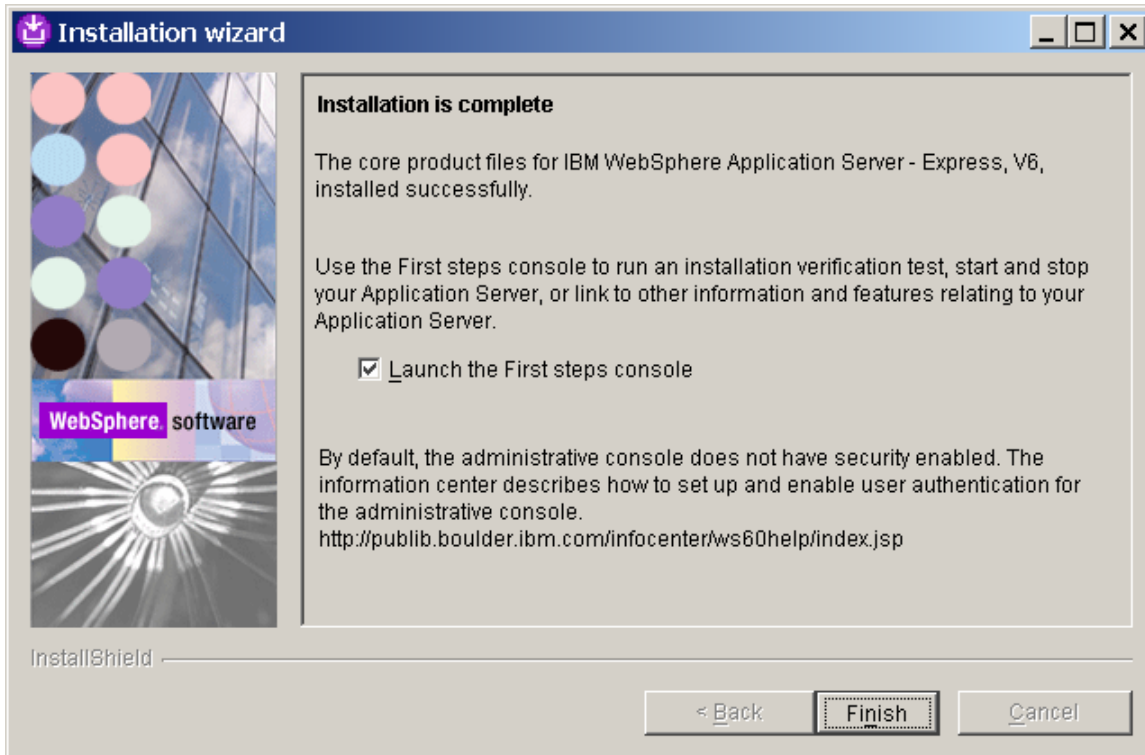 Installation wizard
Installation is complete
The core product files for IBM WebSphere Application Server - Express, V6,
installed successfully.
Use the First steps console to run an installation verification test, start and stop
your Application Server, or link to other information and features relating to your
Application Server.
Launch the First steps console
WebSphere. software
By default, the administrative console does not have security enabled. The
information center describes how to set up and enable user authentication for
the administrative console.
http://publib.boulder.ibm.com/infocenter/ws60help/index.jsp
InstallShield
< Back Finish Cancel